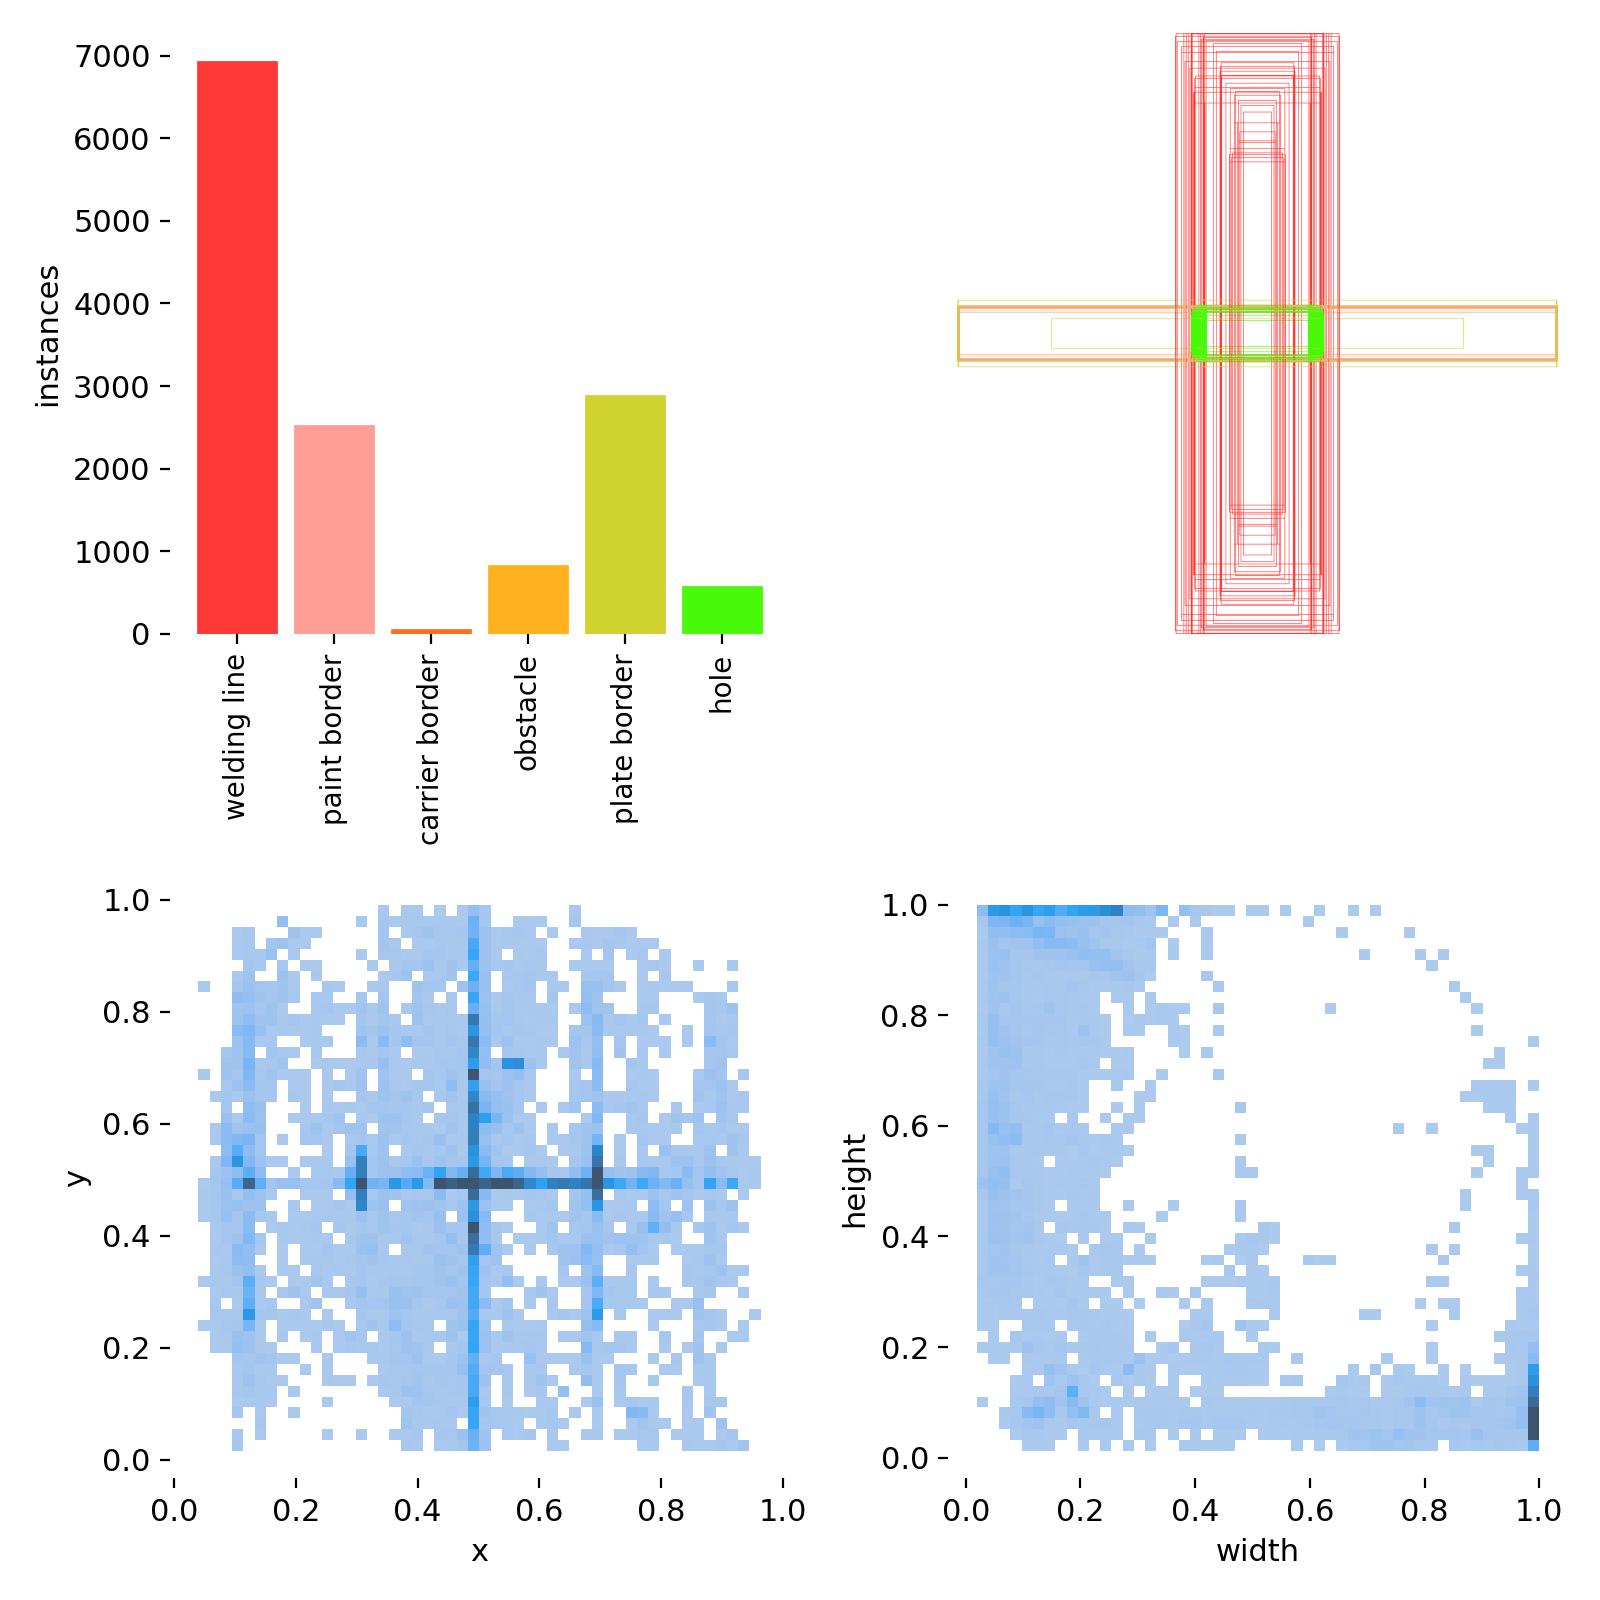 7000
6000
5000
4000
3000
2000
1000
0
instances
welding line
paint border
carrier border
obstacle
plate border
hole
1.0
0.8
0.6
0.4
0.2
0.0
y
0.0 0.2 0.4 0.6 0.8 1.0
x
1.0
0.8
0.6
0.4
0.2
0.0
height
0.0 0.2 0.4 0.6 0.8 1.0
width